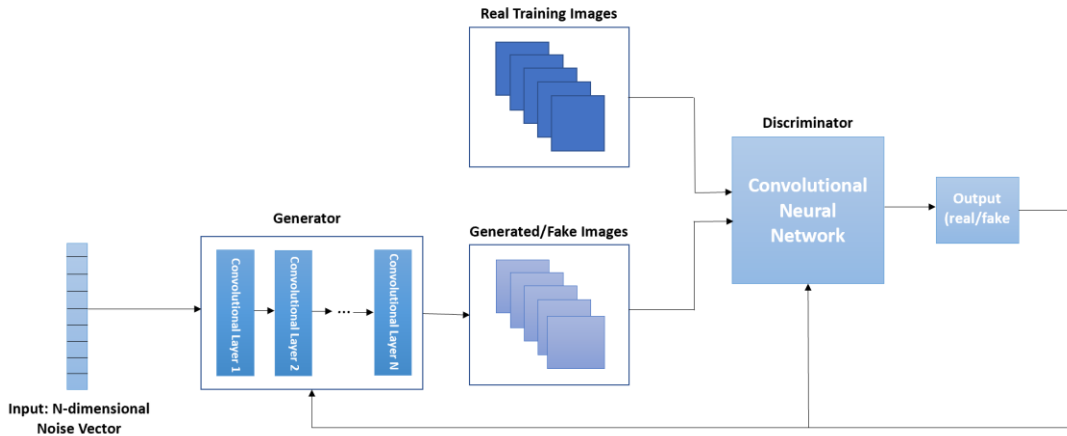 Real Training Images
Discriminator
Convolutional
Neural
Network
Output
(real/fake
Generator
Convolutional Layer 1
Convolutional Layer 2
...
Convolutional Layer N
Generated/Fake Images
Input: N-dimensional
Noise Vector